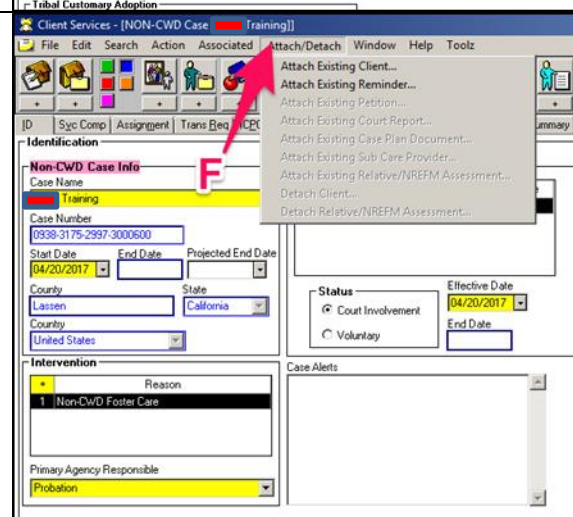 Tribal Customary Adoption
Client Services - [NON-CWD Case Training]]
File Edit Search Action Associated Attach/Detach Window Help Toolz
Attach Existing Client...
Attach Existing Reminder...
Attach Existing Petition...
Attach Existing Court Report...
Attach Existing Case Plan Document...
Attach Existing Sub Care Provider...
Attach Existing Relative/NREFM Assessment...
Detach Client...
Detach Relative/NREFM Assessment...
+ + + + + + +
ID Svc Comp Assignment Trans Req ummary
Identification
F
Non-CWD Case Info
Case Name
Training
Case Number
0938-3175-2997-3000600
Start Date End Date Projected End Date
04/20/2017
County State
Lassen California
Country
United States
Status
Court Involvement
Voluntary
Effective Date
04/20/2017
End Date
Intervention
+ Reason
1 Non-CWD Foster Care
Primary Agency Responsible
Probation
Case Alerts